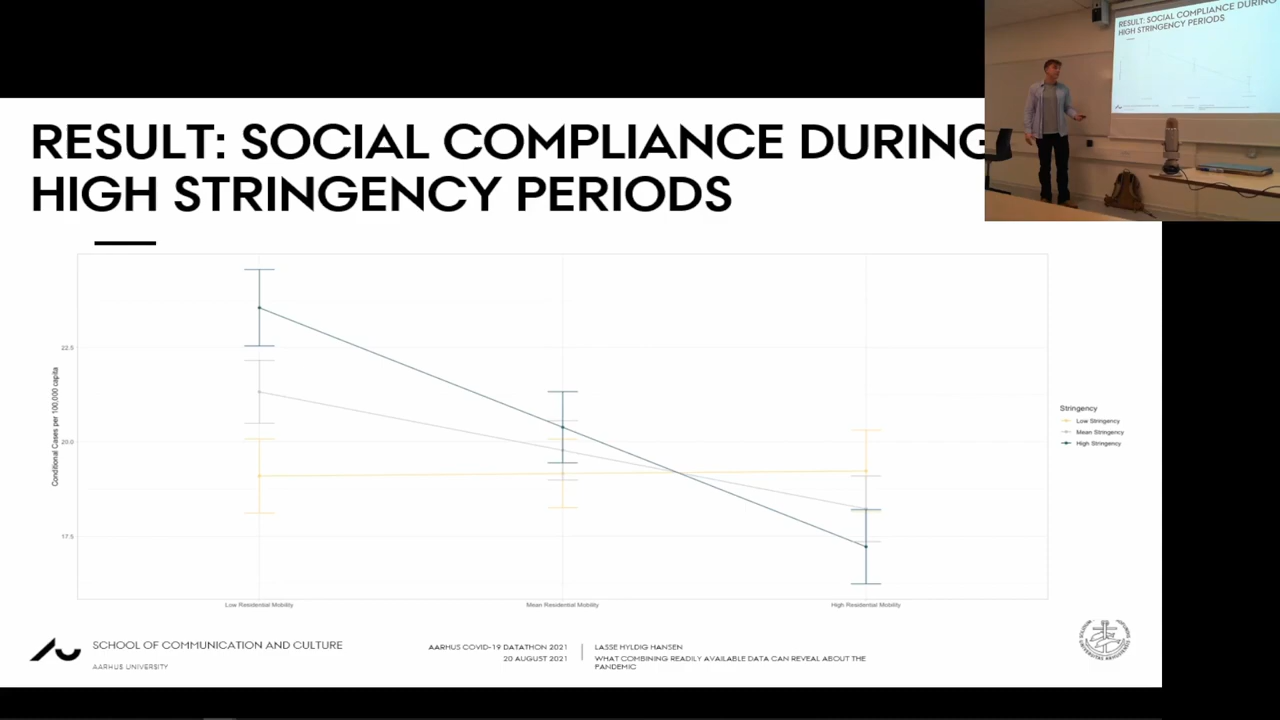 RESULT: SOCIAL COMPLIANCE DURING
HIGH STRINGENCY PERIODS
RESULT: SOCIAL COMPLIANCE DURING
HIGH STRINGENCY PERIODS
Conditional Cases per 100,000 capita
22.5
20.0
17.5
Low Residential Mobility
Mean Residential Mobility
High Residential Mobility
Stringency
Low Stringency
Mean Stringency
High Stringency
SCHOOL OF COMMUNICATION AND CULTURE
AARHUS UNIVERSITY
AARHUS COVID-19 DATATHON 2021
20 AUGUST 2021
LASSE HYLDIG HANSEN
WHAT COMBINING READILY AVAILABLE DATA CAN REVEAL ABOUT THE
PANDEMIC